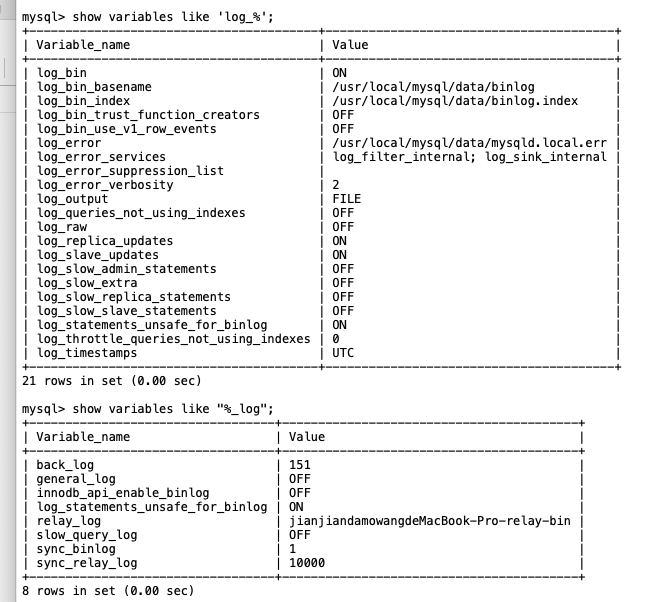 mysql> show variables like 'log_%';
+----------------------------------------+----------------------------------------+
| Variable_name | Value |
+----------------------------------------+----------------------------------------+
| log_bin | ON |
| log_bin_basename | /usr/local/mysql/data/binlog |
| log_bin_index | /usr/local/mysql/data/binlog.index |
| log_bin_trust_function_creators | OFF |
| log_bin_use_v1_row_events | OFF |
| log_error | /usr/local/mysql/data/mysqld.local.err |
| log_error_services | log_filter_internal; log_sink_internal |
| log_error_suppression_list | |
| log_error_verbosity | 2 |
| log_output | FILE |
| log_queries_not_using_indexes | OFF |
| log_raw | OFF |
| log_replica_updates | ON |
| log_slave_updates | ON |
| log_slow_admin_statements | OFF |
| log_slow_extra | OFF |
| log_slow_replica_statements | OFF |
| log_slow_slave_statements | OFF |
| log_statements_unsafe_for_binlog | ON |
| log_throttle_queries_not_using_indexes | 0 |
| log_timestamps | UTC |
+----------------------------------------+----------------------------------------+
21 rows in set (0.00 sec)
mysql> show variables like "%_log";
+----------------------------------+----------------------------------------+
| Variable_name | Value |
+----------------------------------+----------------------------------------+
| back_log | 151 |
| general_log | OFF |
| innodb_api_enable_binlog | OFF |
| log_statements_unsafe_for_binlog | ON |
| relay_log | jianjiandamowangdeMacBook-Pro-relay-bin |
| slow_query_log | OFF |
| sync_binlog | 1 |
| sync_relay_log | 10000 |
+----------------------------------+----------------------------------------+
8 rows in set (0.00 sec)